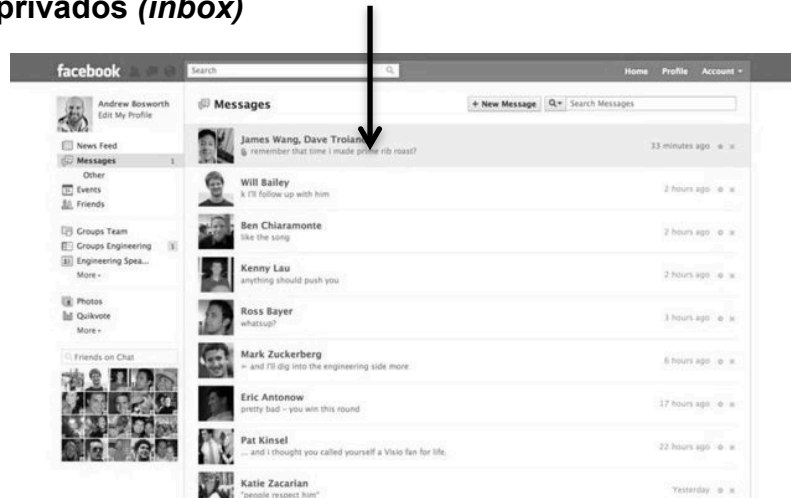 privados (inbox)
facebook
Search
Home Profile Account
Andrew Bosworth
Edit My Profile
Messages
+ New Message
Search Messages
News Feed
Messages 1
Other
Events
Friends
Groups Team
Groups Engineering 1
Engineering Spea...
More
Photos
Quikvote
More
Friends on Chat
James Wang, Dave Troiano
remember that time i made prime rib roast?
33 minutes ago
Will Bailey
k I'll follow up with him
2 hours ago
Ben Chiaramonte
like the song
2 hours ago
Kenny Lau
anything should push you
2 hours ago
Ross Bayer
whatsup?
3 hours ago
Mark Zuckerberg
and I'll dig into the engineering side more
6 hours ago
Eric Antonow
pretty bad – you win this round
17 hours ago
Pat Kinsel
... and i thought you called yourself a Visio fan for life.
22 hours ago
Katie Zacarian
"people respect him"
Yesterday